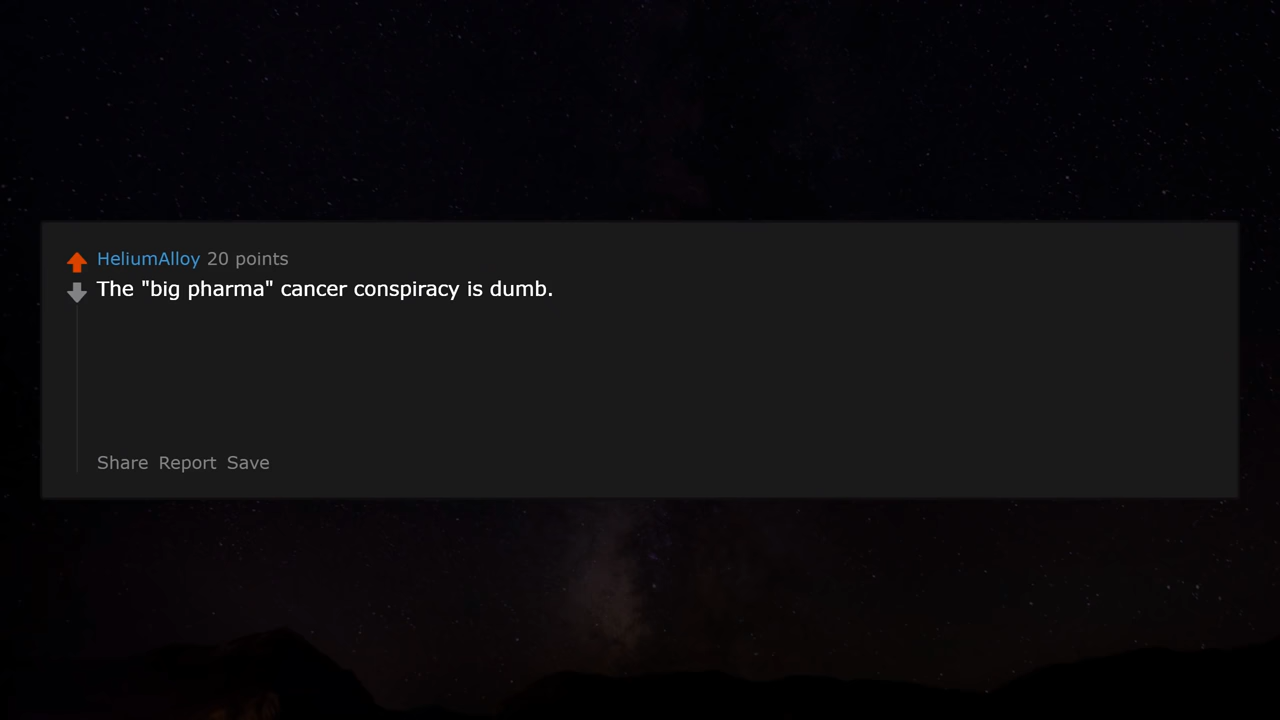 HeliumAlloy 20 points
The "big pharma" cancer conspiracy is dumb.
Share Report Save